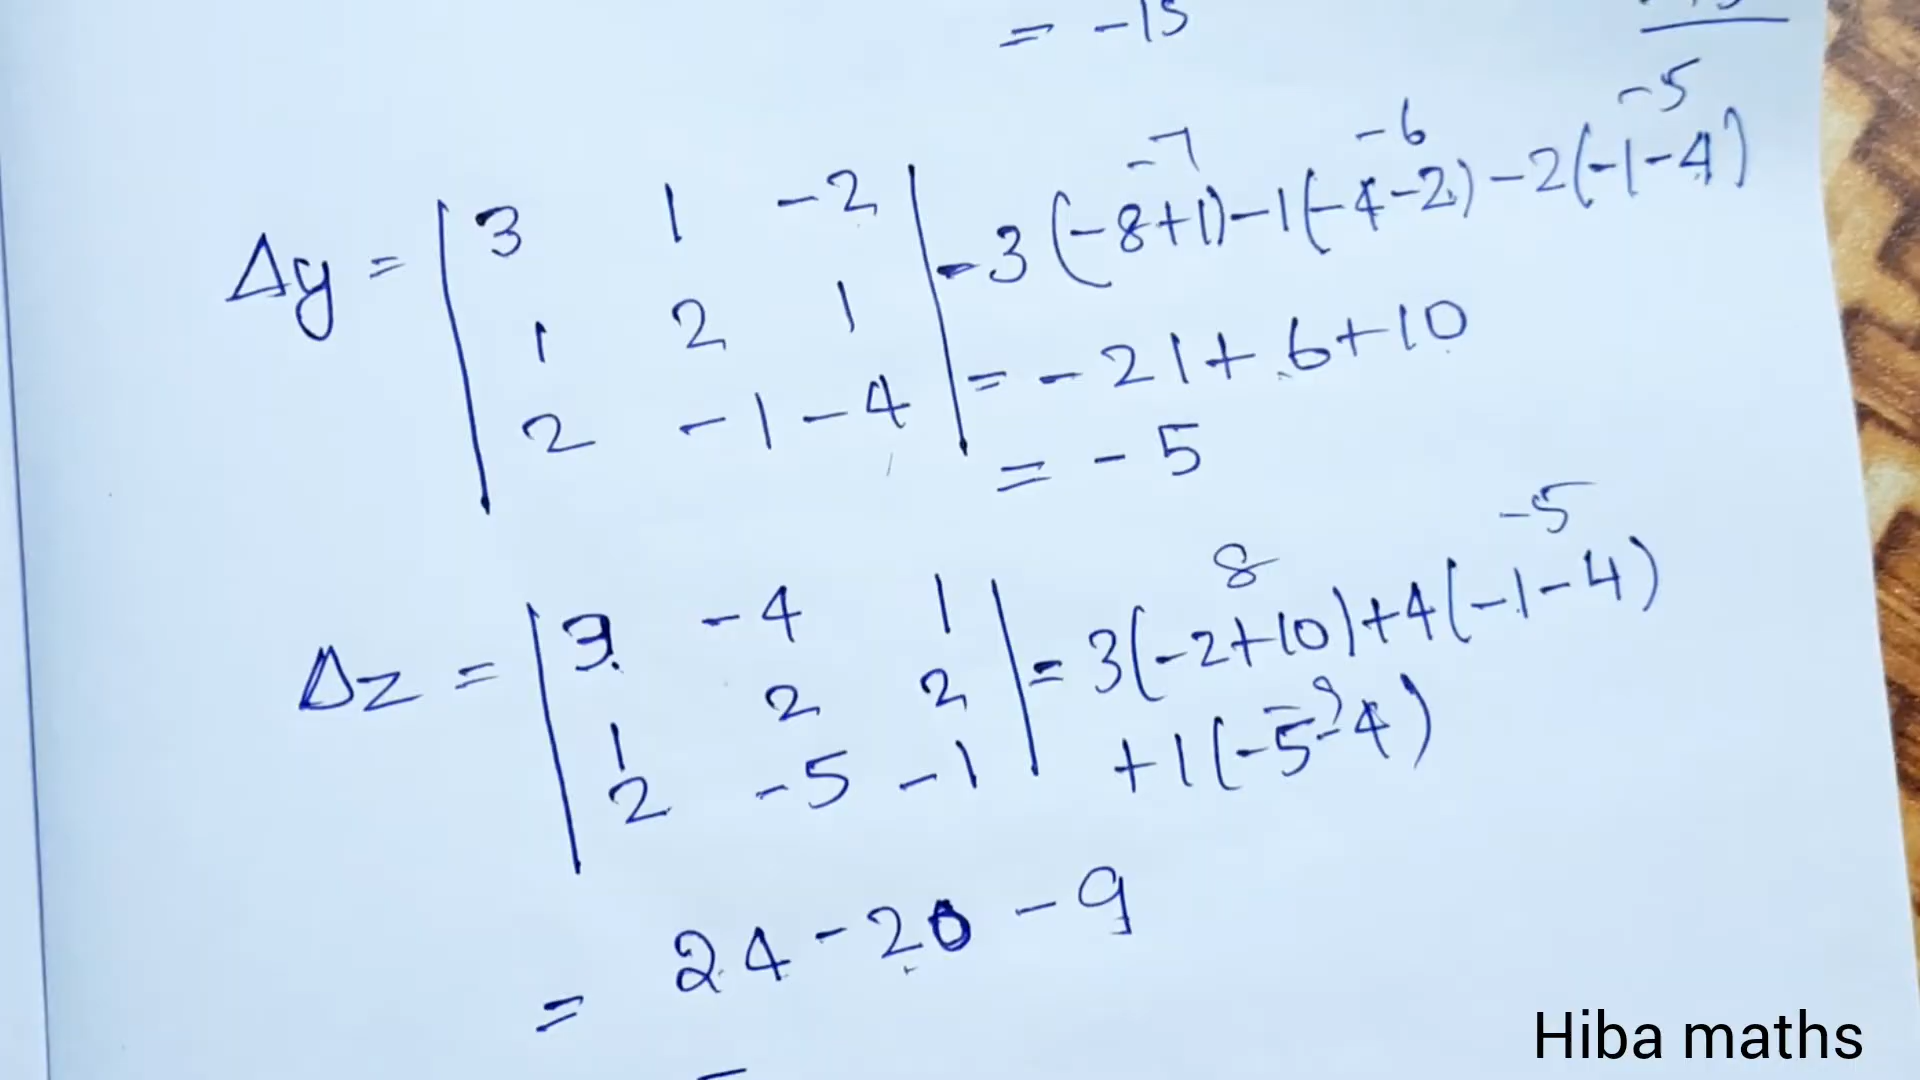 = -15
-5
-7 -6
Δy = | 3 1 -2 | - 3(-8+1)-1(-4-2)-2(-1-4)
1 2 1
2 -1 -4 = -21+6+10
= -5
8 -5
Δz = | 3 -4 1 | = 3(-2+10)+4(-1-4)
1 2 2
-9
2 -5 -1 +1(-5-4)
= 24-20-9
Hiba maths